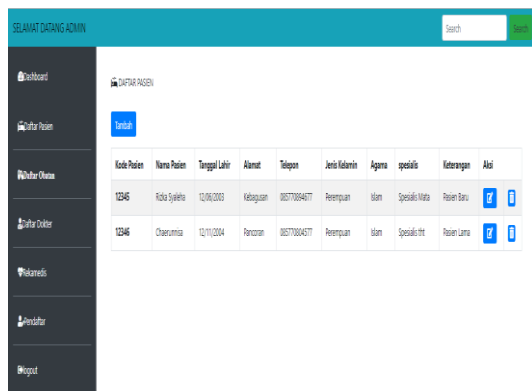 SELAMAT DATANG ADMIN
Search
Search
Dashboard
Daftar Pasien
Daftar Obatan
Daftar Dokter
Rekamedis
Pendaftar
logout
DAFTAR PASIEN
Tambah
Kode Pasien Nama Pasien Tanggal Lahir Alamat Telepon Jenis Kelamin Agama spesialis Keterangan Aksi
12345 Rizka Syaleha 12/06/2003 Kebagusan 085770894677 Perempuan Islam Spesialis Mata Pasien Baru
12346 Chaerunnisa 12/11/2004 Pancoran 085770804577 Perempuan Islam Spesialis tht Pasien Lama